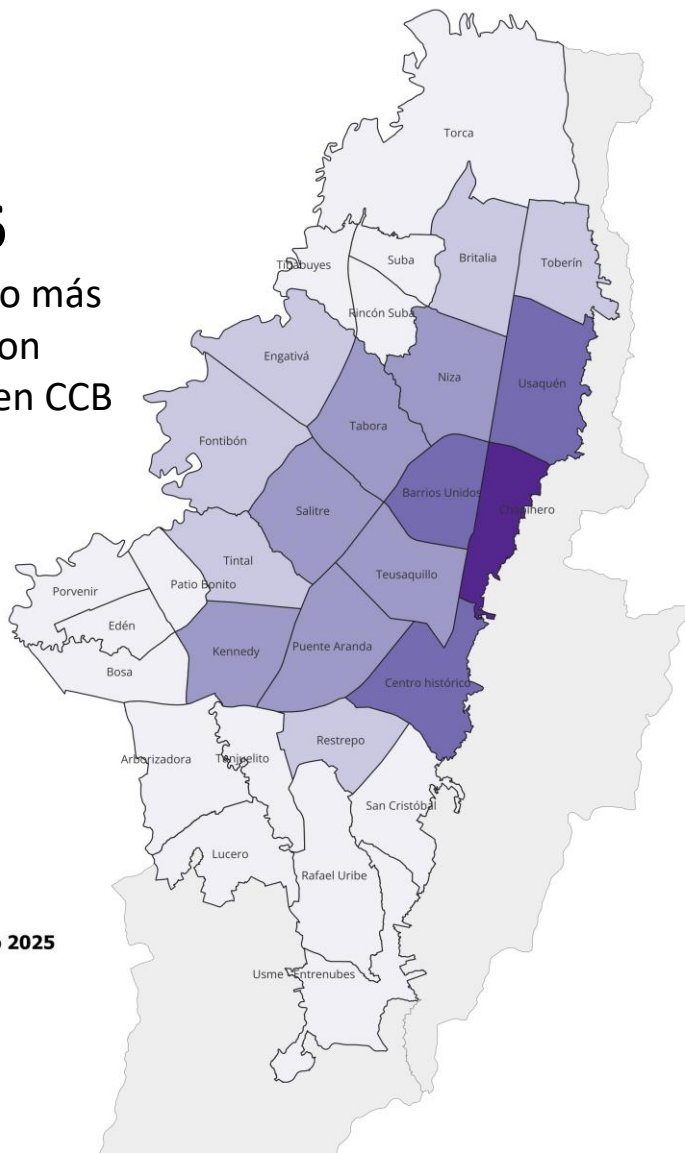 Torca
Tibabuyes
Suba
Britalia
Toberín
o más
Rincón Suba
on
Engativá
Niza
Usaquén
en CCB
Tabora
Fontibón
Barrios Unidos
Chapinero
Salitre
Tintal
Teusaquillo
Porvenir
Patio Bonito
Edén
Kennedy
Puente Aranda
Bosa
Centro histórico
Restrepo
Arborizadora
Tunjuelito
San Cristóbal
Lucero
Rafael Uribe
2025
Usme - Entrenubes